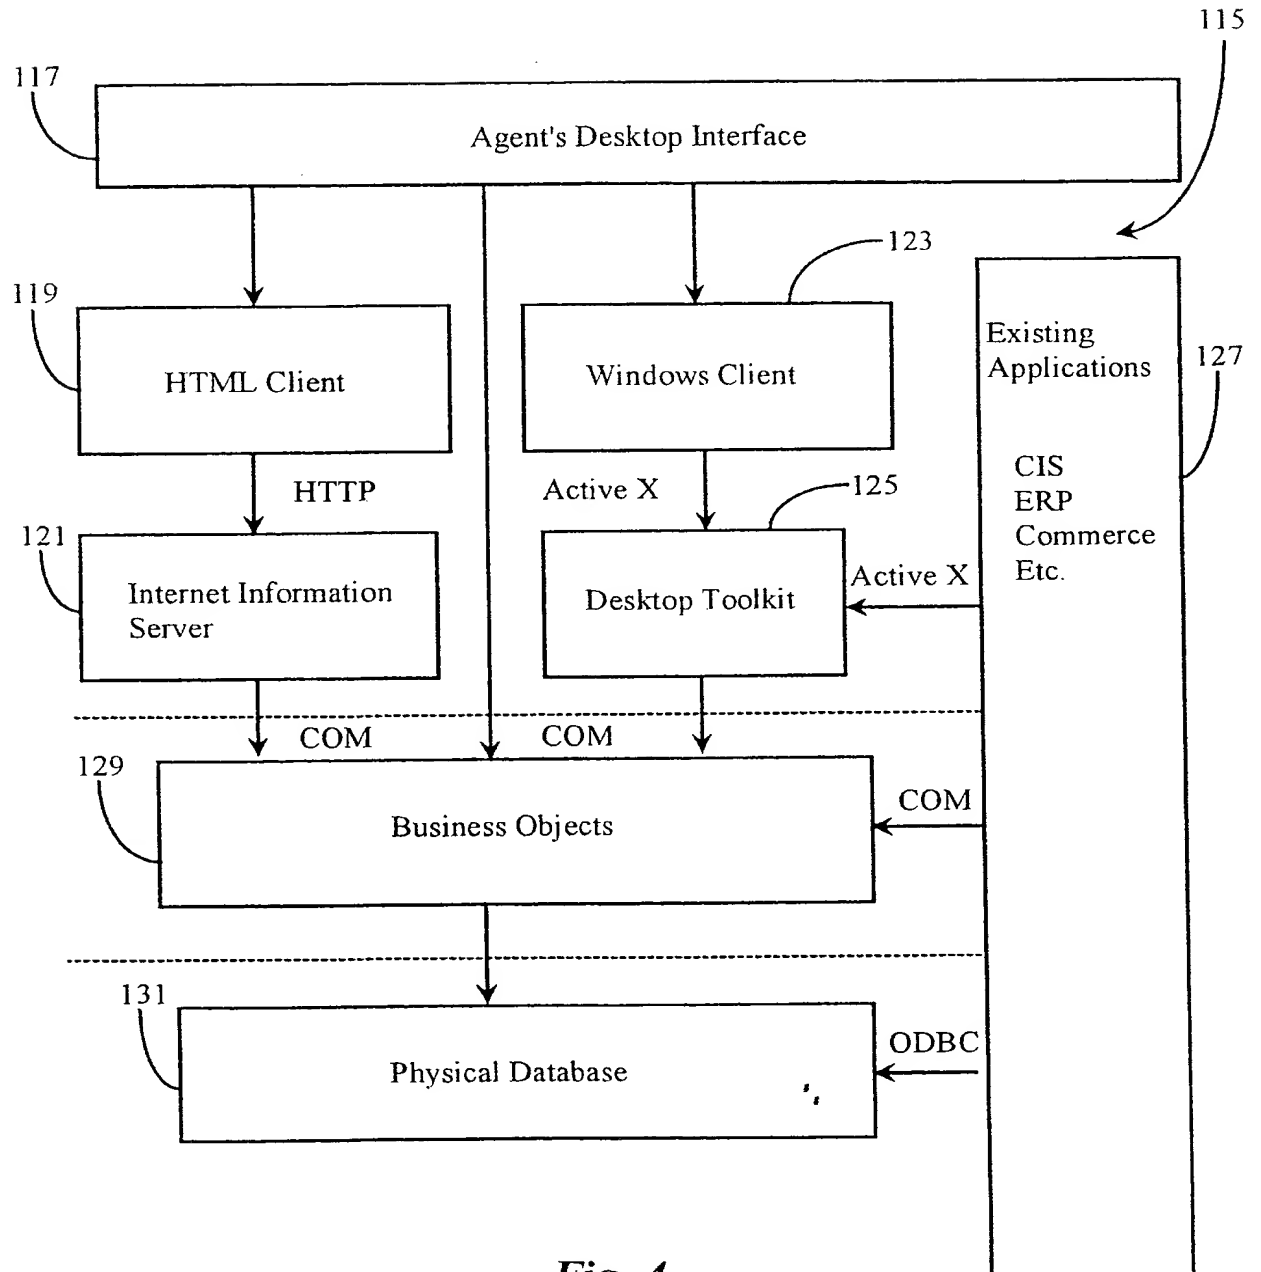 115
117
Agent's Desktop Interface
123
119
Existing
Applications
127
HTML Client
Windows Client
CIS
ERP
Commerce
Etc.
HTTP
Active X
125
121
Internet Information
Server
Desktop Toolkit
Active X
COM
COM
129
COM
Business Objects
131
ODBC
Physical Database
Fig. 4